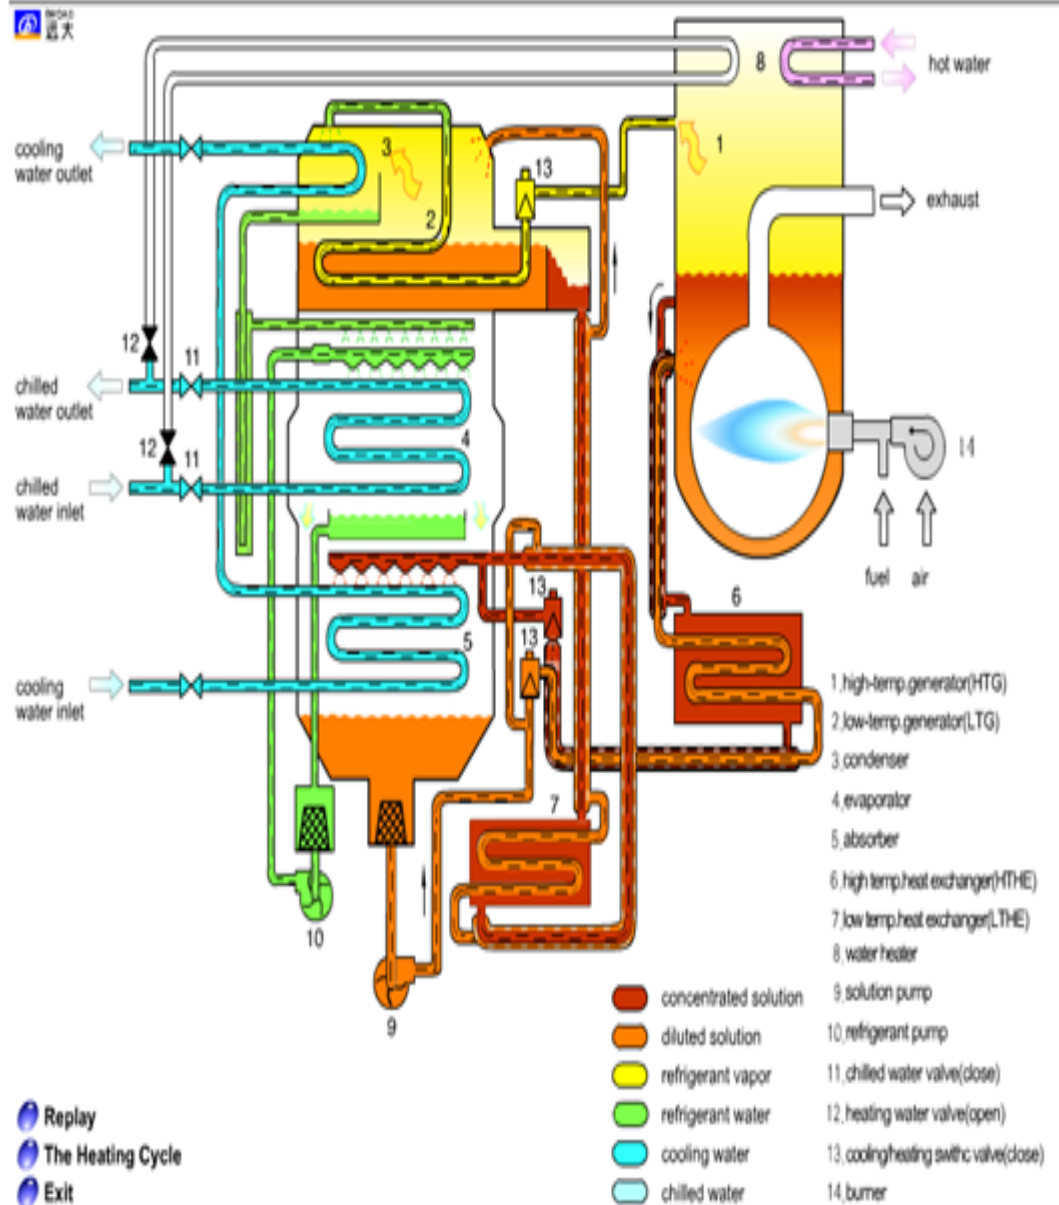 BROAD
远大
8
hot water
cooling
water outlet
3
13
1
2
exhaust
12
11
chilled
water outlet
4
12
11
14
chilled
water inlet
fuel
air
13
6
13
5
cooling
water inlet
7
10
9
1,high-temp.generator(HTG)
2,low-temp.generator(LTG)
3,condenser
4,evaporator
5,absorber
6,high temp.heat exchanger(HTHE)
7,low temp.heat exchanger(LTHE)
8,water heater
9,solution pump
10,refrigerant pump
11,chilled water valve(close)
12,heating water valve(open)
13,cooling/heating swithc valve(close)
14,burner
concentrated solution
diluted solution
refrigerant vapor
refrigerant water
cooling water
chilled water
Replay
The Heating Cycle
Exit